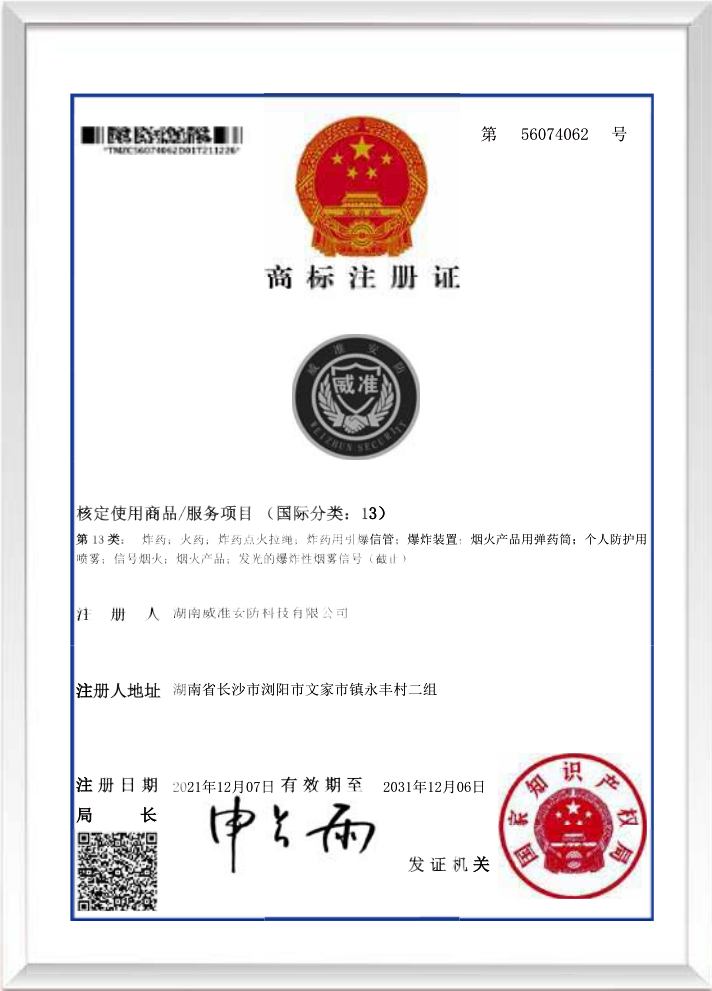 第 56074062 号
*TMZC56074062D01T211226*
商标注册证
威准安防
威准
WEIZHUN SECURITY
核定使用商品/服务项目 （国际分类：13）
第 13 类： 炸药；火药；炸药点火拉绳；炸药用引爆信管；爆炸装置；烟火产品用弹药筒；个人防护用
喷雾；信号烟火；烟火产品；发光的爆炸性烟雾信号（截止）
注 册 人 湖南威准安防科技有限公司
注册人地址 湖南省长沙市浏阳市文家市镇永丰村二组
注册日期 2021年12月07日 有效期至 2031年12月06日
局 长 申长雨
发证机关
国家知识产权局